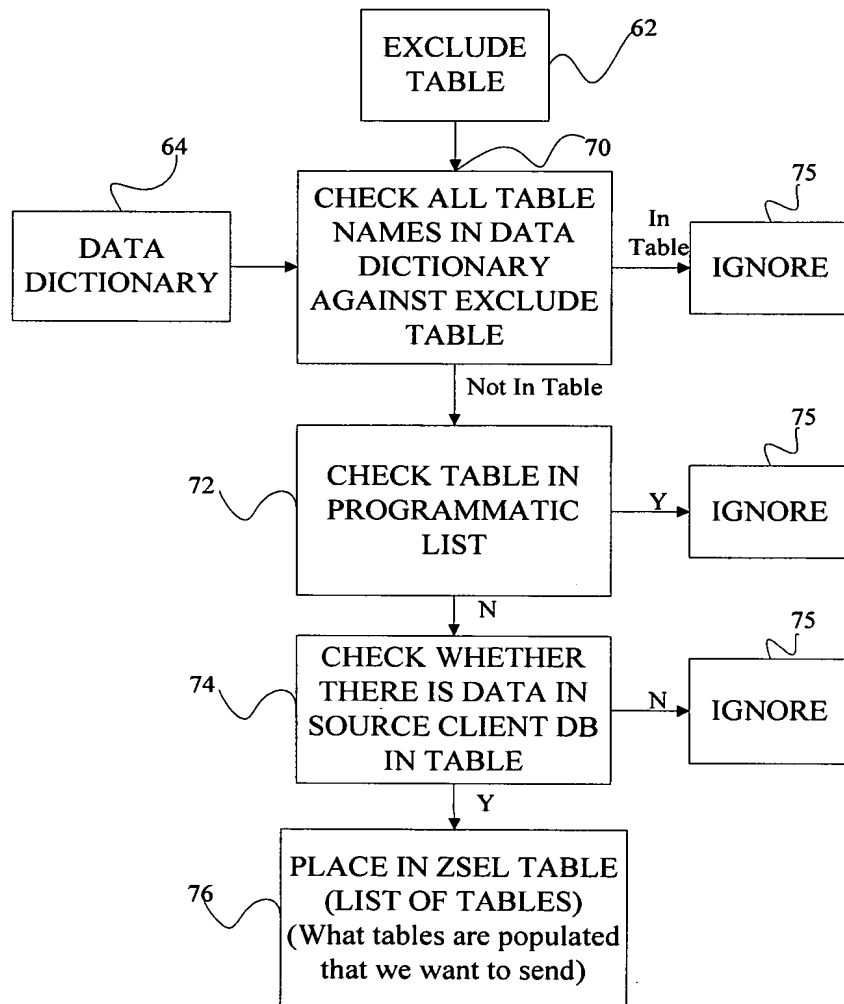 EXCLUDE
TABLE
62
64
70
75
DATA
DICTIONARY
CHECK ALL TABLE
NAMES IN DATA
DICTIONARY
AGAINST EXCLUDE
TABLE
In
Table
IGNORE
Not In Table
72
CHECK TABLE IN
PROGRAMMATIC
LIST
Y
75
IGNORE
N
74
CHECK WHETHER
THERE IS DATA IN
SOURCE CLIENT DB
IN TABLE
N
75
IGNORE
Y
76
PLACE IN ZSEL TABLE
(LIST OF TABLES)
(What tables are populated
that we want to send)